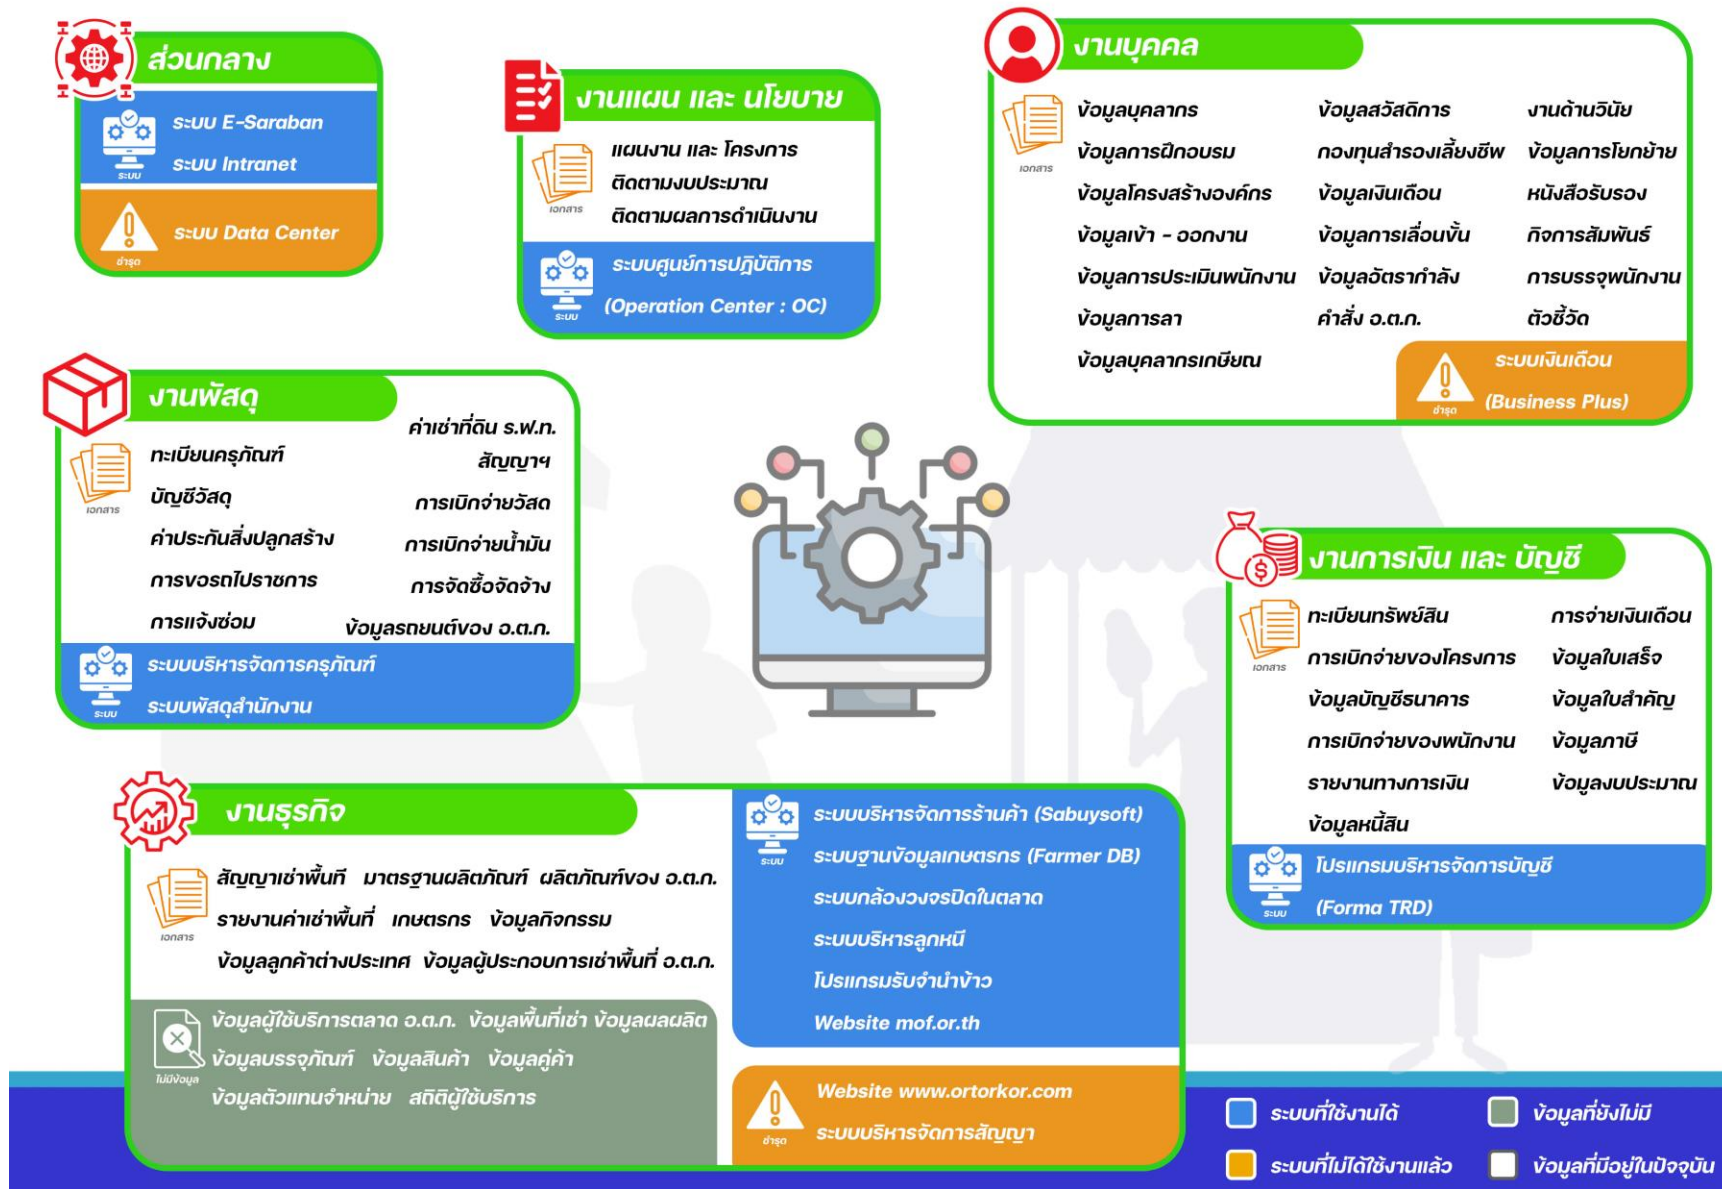 ส่วนกลาง
ระบบ E-Saraban
ระบบ Intranet
ระบบ
ระบบ Data Center
ชำรุด
งานแผน และ นโยบาย
แผนงาน และ โครงการ
ติดตามงบประมาณ
ติดตามผลการดำเนินงาน
เอกสาร
ระบบศูนย์การปฏิบัติการ
(Operation Center : OC)
ระบบ
งานบุคคล
เอกสาร
ข้อมูลบุคลากร ข้อมูลสวัสดิการ งานด้านวินัย
ข้อมูลการฝึกอบรม กองทุนสำรองเลี้ยงชีพ ข้อมูลการโยกย้าย
ข้อมูลโครงสร้างองค์กร ข้อมูลเงินเดือน หนังสือรับรอง
ข้อมูลเข้า - ออกงาน ข้อมูลการเลื่อนขั้น กิจการสัมพันธ์
ข้อมูลการประเมินพนักงาน ข้อมูลอัตรากำลัง การบรรจุพนักงาน
ข้อมูลการลา คำสั่ง อ.ต.ก. ตัวชี้วัด
ข้อมูลบุคลากรเกษียณ
ระบบเงินเดือน
(Business Plus)
ชำรุด
งานพัสดุ
เอกสาร
ค่าเช่าที่ดิน ร.ฟ.ท.
ทะเบียนครุภัณฑ์ สัญญาฯ
บัญชีวัสดุ การเบิกจ่ายวัสด
ค่าประกันสิ่งปลูกสร้าง การเบิกจ่ายน้ำมัน
การขอรถไปราชการ การจัดซื้อจัดจ้าง
การแจ้งซ่อม ข้อมูลรถยนต์ของ อ.ต.ก.
ระบบบริหารจัดการครุภัณฑ์
ระบบพัสดุสำนักงาน
ระบบ
งานการเงิน และ บัญชี
เอกสาร
ทะเบียนทรัพย์สิน การจ่ายเงินเดือน
การเบิกจ่ายของโครงการ ข้อมูลใบเสร็จ
ข้อมูลบัญชีธนาคาร ข้อมูลใบสำคัญ
การเบิกจ่ายของพนักงาน ข้อมูลภาษี
รายงานทางการเงิน ข้อมูลงบประมาณ
ข้อมูลหนี้สิน
โปรแกรมบริหารจัดการบัญชี
(Forma TRD)
ระบบ
งานธุรกิจ
เอกสาร
สัญญาเช่าพื้นที มาตรฐานผลิตภัณฑ์ ผลิตภัณฑ์ของ อ.ต.ก.
รายงานค่าเช่าพื้นที่ เกษตรกร ข้อมูลกิจกรรม
ข้อมูลลูกค้าต่างประเทศ ข้อมูลผู้ประกอบการเช่าพื้นที่ อ.ต.ก.
ข้อมูลผู้ใช้บริการตลาด อ.ต.ก. ข้อมูลพื้นที่เช่า ข้อมูลผลผลิต
ข้อมูลบรรจุภัณฑ์ ข้อมูลสินค้า ข้อมูลคู่ค้า
ข้อมูลตัวแทนจำหน่าย สถิติผู้ใช้บริการ
ไม่มีข้อมูล
ระบบบริหารจัดการร้านค้า (Sabuysoft)
ระบบฐานข้อมูลเกษตรกร (Farmer DB)
ระบบกล้องวงจรปิดในตลาด
ระบบบริหารลูกหนี
โปรแกรมรับจำนำข้าว
Website mof.or.th
ระบบ
Website www.ortorkor.com
ระบบบริหารจัดการสัญญา
ชำรุด
ระบบที่ใช้งานได้ ข้อมูลที่ยังไม่มี
ระบบที่ไม่ได้ใช้งานแล้ว ข้อมูลที่มีอยู่ในปัจจุบัน